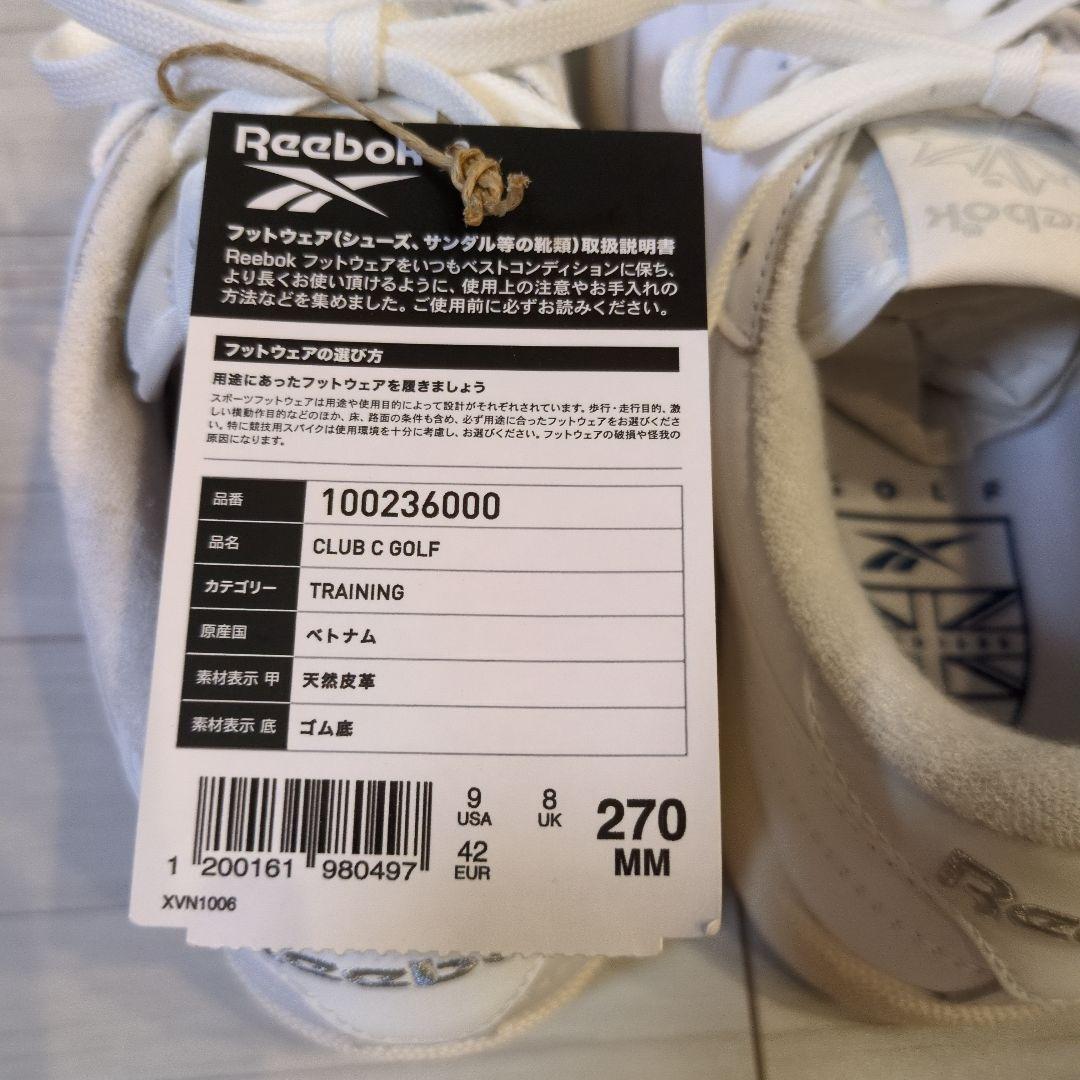 Reebok
フットウェア(シューズ、サンダル等の靴類)取扱説明書
Reebok フットウェアをいつもベストコンディションに保ち、
より長くお使い頂けるように、使用上の注意やお手入れの
方法などを集めました。ご使用前に必ずお読みください。
フットウェアの選び方
用途にあったフットウェアを履きましょう
スポーツフットウェアは用途や使用目的によって設計がそれぞれされています。歩行・走行目的、激
しい横動作目的などのほか、床、路面の条件も含め、必ず用途に合ったフットウェアをお選びくださ
い。特に競技用スパイクは使用環境を十分に考慮し、お選びください。フットウェアの破損や怪我の
原因になります。
品番 100236000
品名 CLUB C GOLF
カテゴリー TRAINING
原産国 ベトナム
素材表示 甲 天然皮革
素材表示 底 ゴム底
9 USA
8 UK
42 EUR
270 MM
1 200161 980497
XVN1006
Reebok
GOLF
Reebok
Reebok